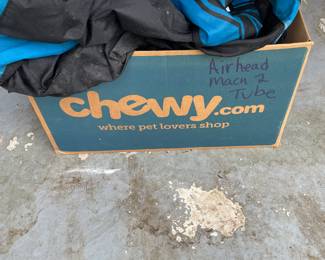 Airhead
Mach 2
Tube
chewy.com
where pet lovers shop